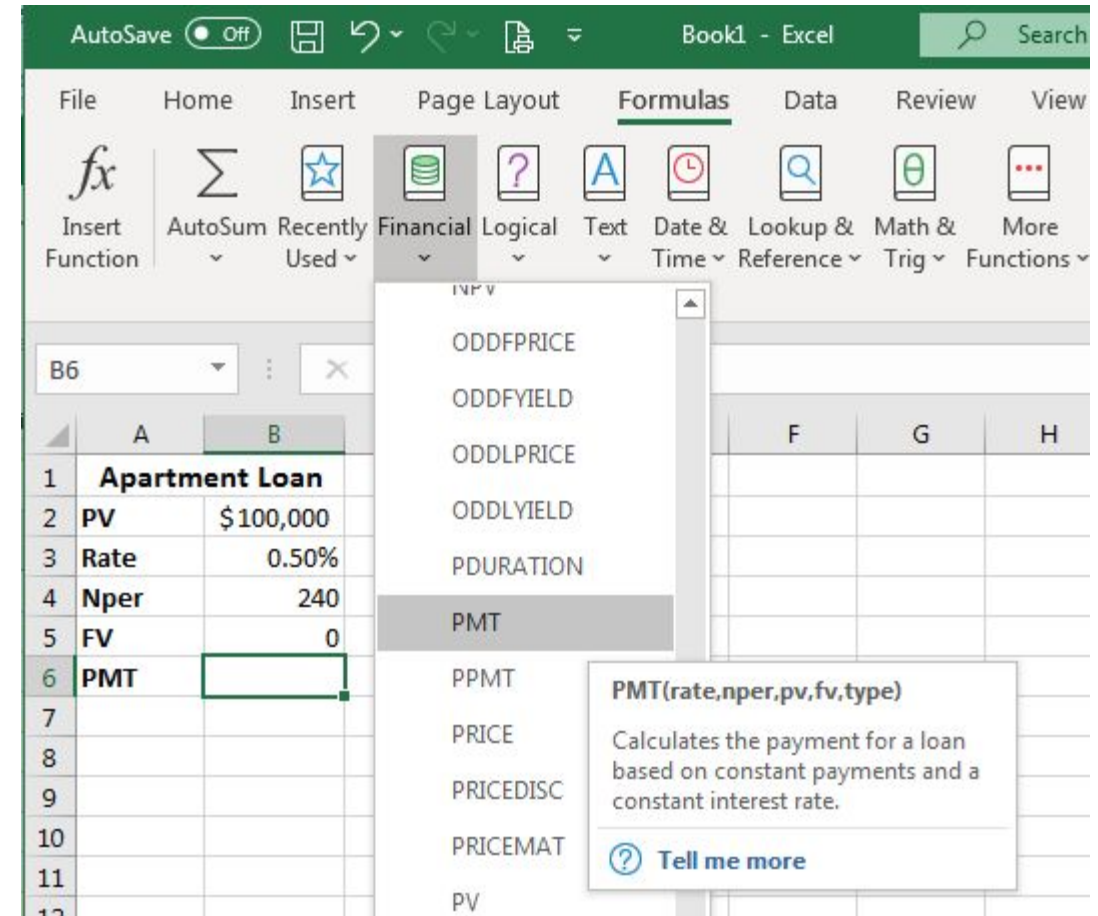 AutoSave Off Book1 - Excel Search
File Home Insert Page Layout Formulas Data Review View
fx Σ A θ
Insert Function
AutoSum
Recently Used
Financial
Logical
Text
Date & Time
Lookup & Reference
Math & Trig
More Functions
NPV
ODDFPRICE
ODDFYIELD
ODDLPRICE
ODDLYIELD
PDURATION
PMT
PPMT
PRICE
PRICEDISC
PRICEMAT
PV
PMT(rate,nper,pv,fv,type)
Calculates the payment for a loan
based on constant payments and a
constant interest rate.
? Tell me more
B6
A B F G H
1 Apartment Loan
2 PV $100,000
3 Rate 0.50%
4 Nper 240
5 FV 0
6 PMT
7
8
9
10
11
12